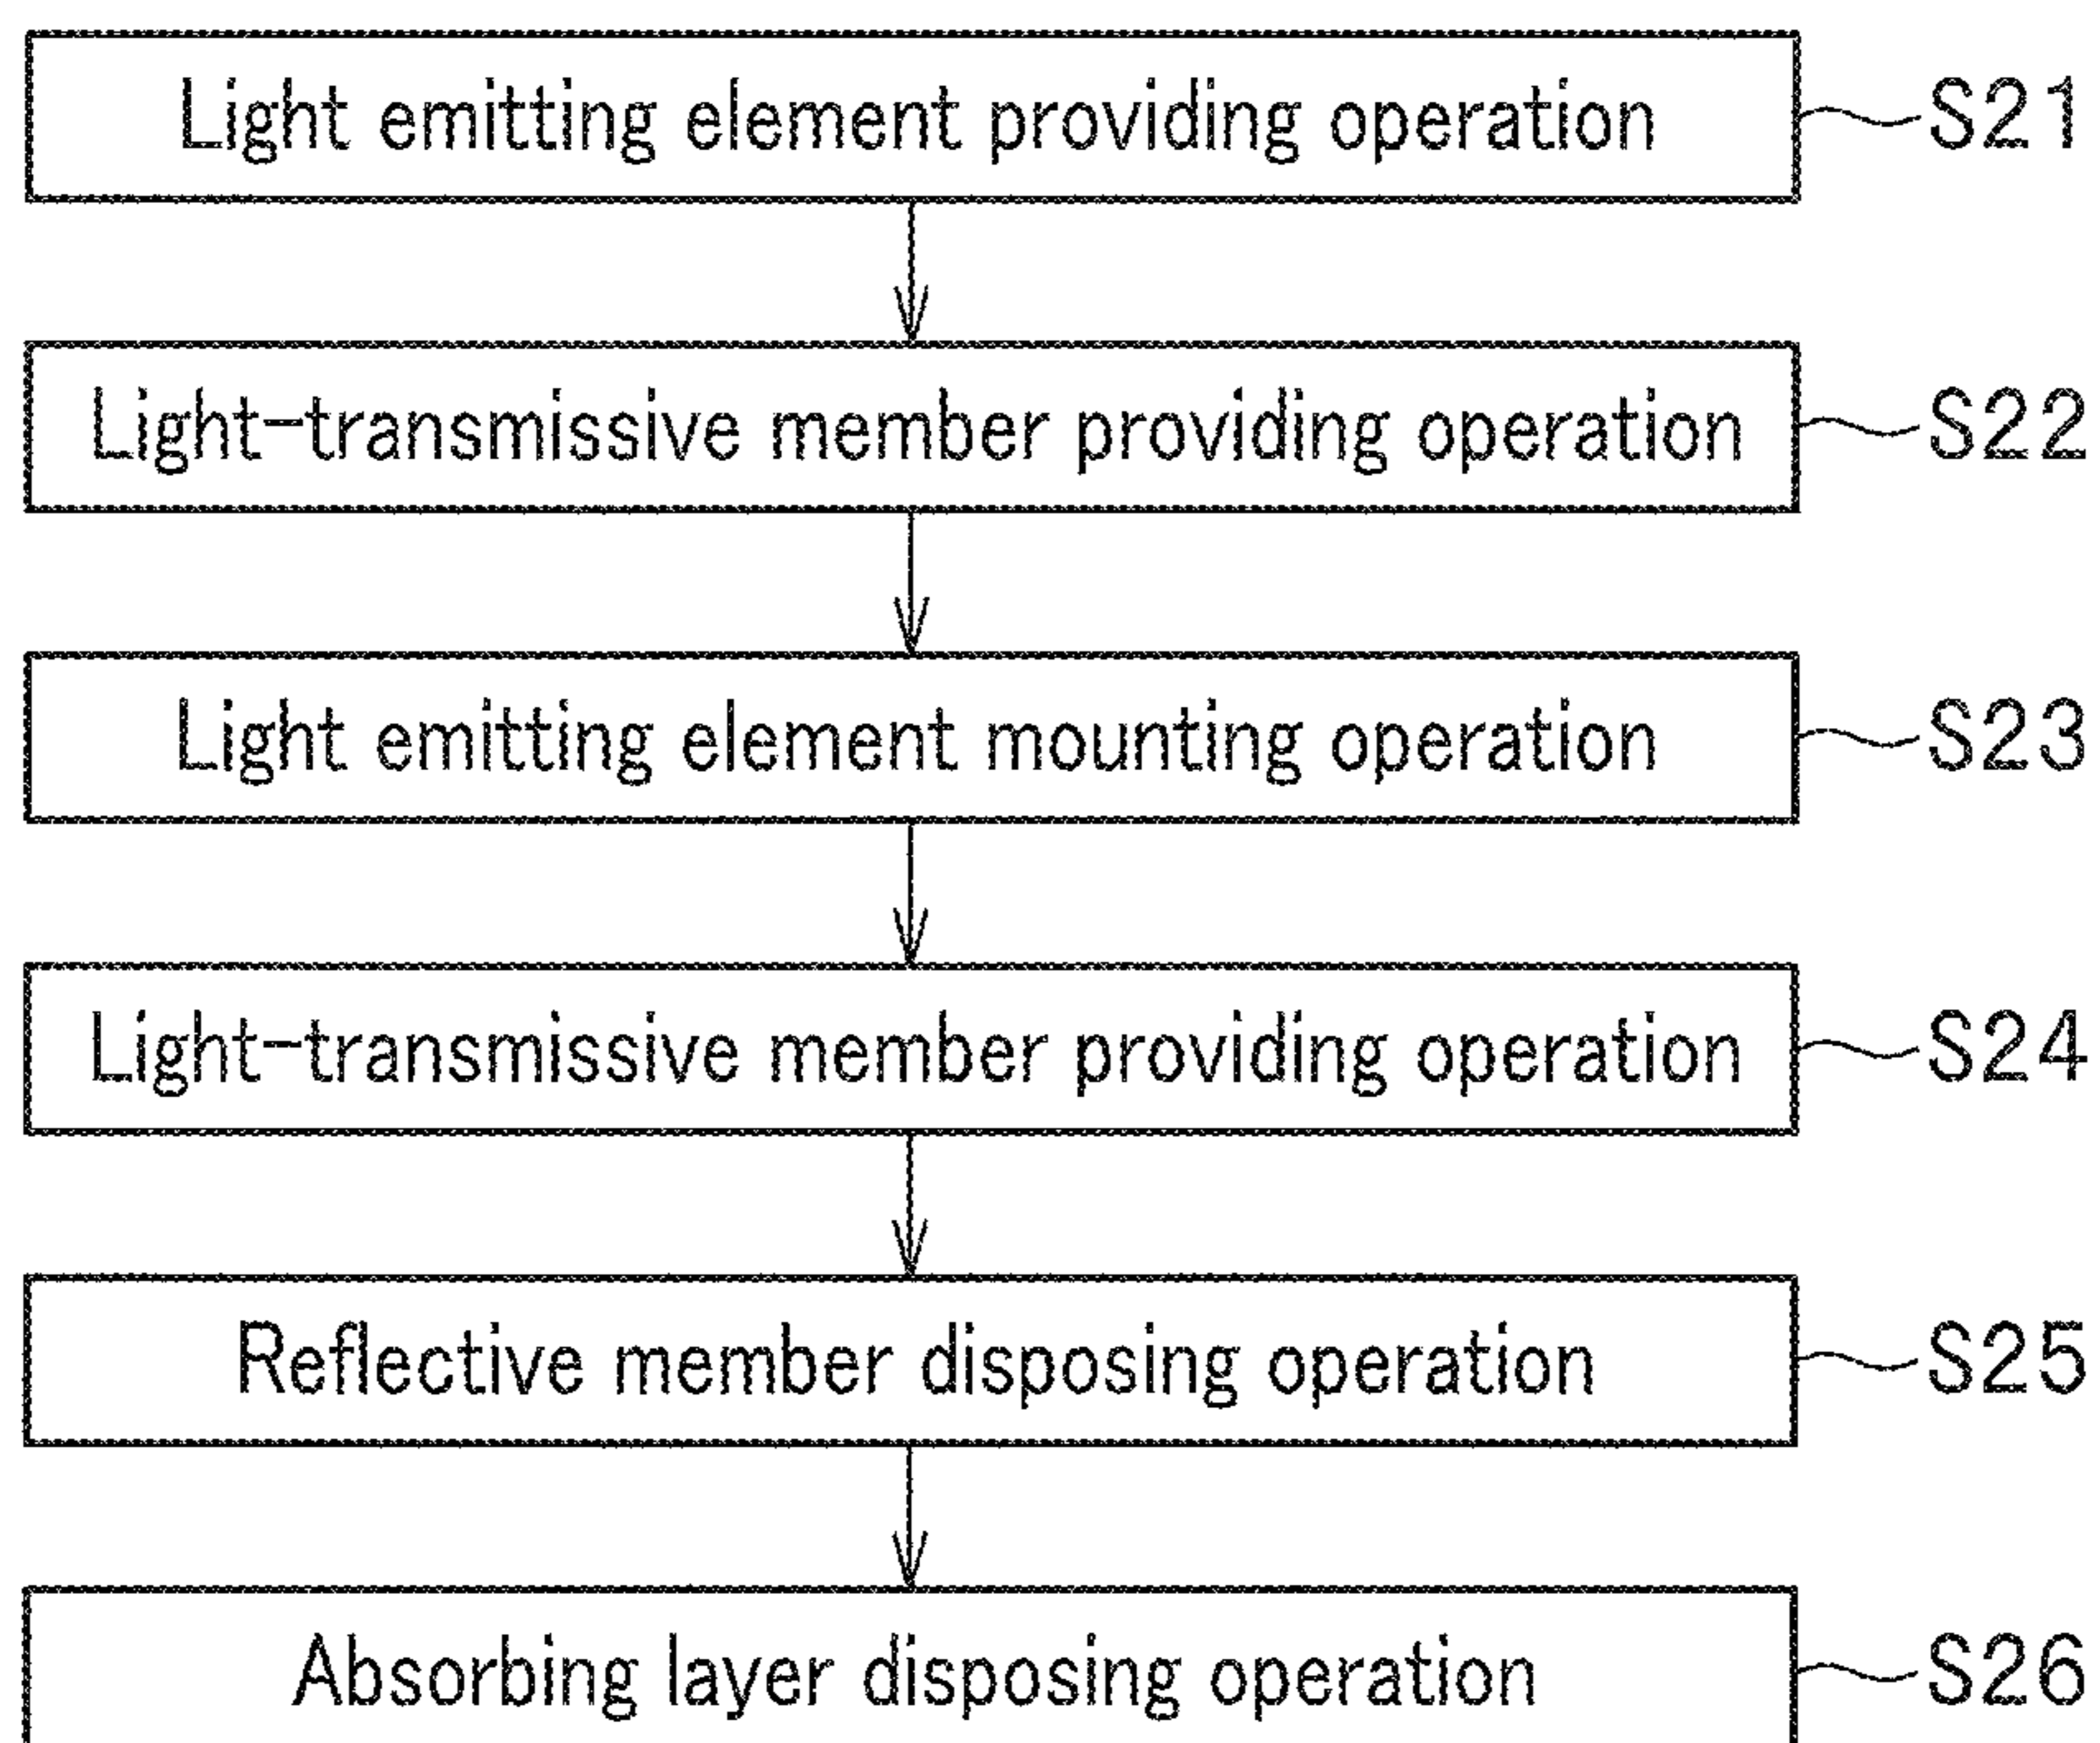 Light emitting element providing operation S21
Light-transmissive member providing operation S22
Light emitting element mounting operation S23
Light-transmissive member providing operation S24
Reflective member disposing operation S25
Absorbing layer disposing operation S26